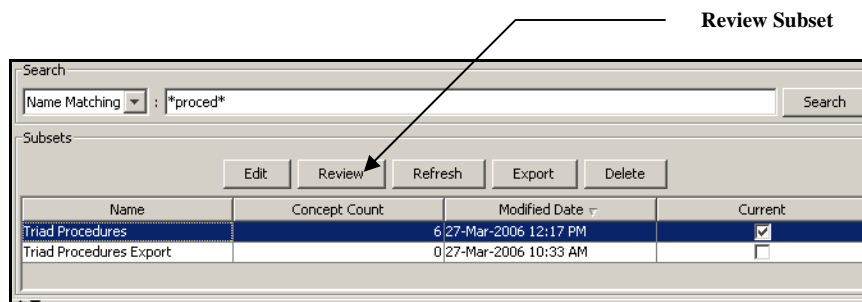 Review Subset
Search
Name Matching : *proced* Search
Subsets
Edit Review Refresh Export Delete
Name Concept Count Modified Date Current
Triad Procedures 6 27-Mar-2006 12:17 PM
Triad Procedures Export 0 27-Mar-2006 10:33 AM